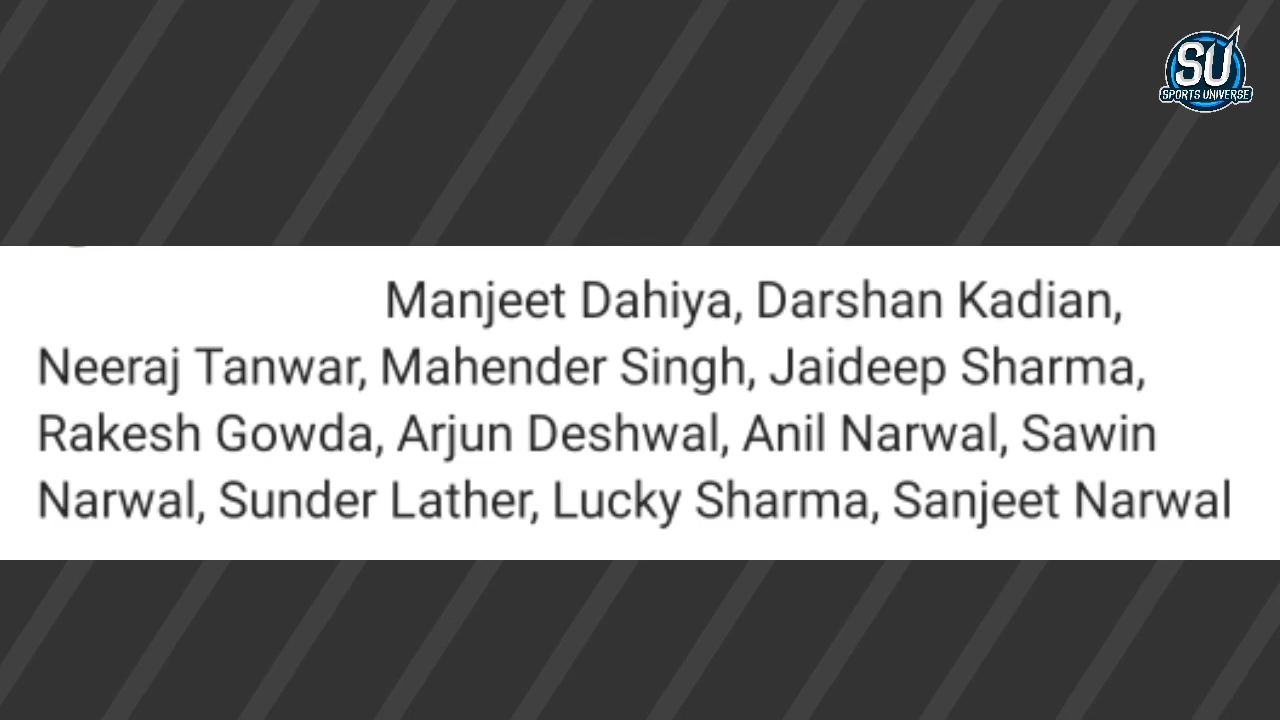 SU
SPORTS UNIVERSE
Manjeet Dahiya, Darshan Kadian,
Neeraj Tanwar, Mahender Singh, Jaideep Sharma,
Rakesh Gowda, Arjun Deshwal, Anil Narwal, Sawin
Narwal, Sunder Lather, Lucky Sharma, Sanjeet Narwal